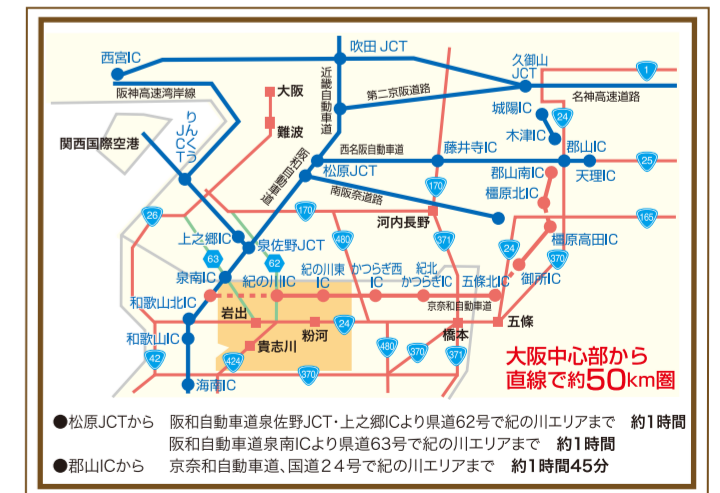 西宮IC
吹田JCT
久御山
JCT
1
阪神高速湾岸線
近畿自動車道
第二京阪道路
名神高速道路
大阪
りんくう
JCT
城陽IC
24
難波
木津IC
関西国際空港
西名阪自動車道
藤井寺IC
郡山IC
25
阪和自動車道
松原JCT
郡山南IC
天理IC
南阪奈道路
170
橿原北IC
26
170
河内長野
165
上之郷IC
480
371
橿原高田IC
泉佐野JCT
24
63
62
370
泉南IC
紀の川IC
紀の川東
IC
かつらぎ西
IC
紀北
かつらぎIC
五條北IC
御所IC
和歌山北IC
京奈和自動車道
岩出
24
粉河
橋本
五條
和歌山IC
貴志川
480
370
371
42
424
370
海南IC
大阪中心部から
直線で約50km圏
●松原JCTから 阪和自動車道泉佐野JCT・上之郷ICより県道62号で紀の川エリアまで 約1時間
阪和自動車道泉南ICより県道63号で紀の川エリアまで 約1時間
●郡山ICから 京奈和自動車道、国道24号で紀の川エリアまで 約1時間45分